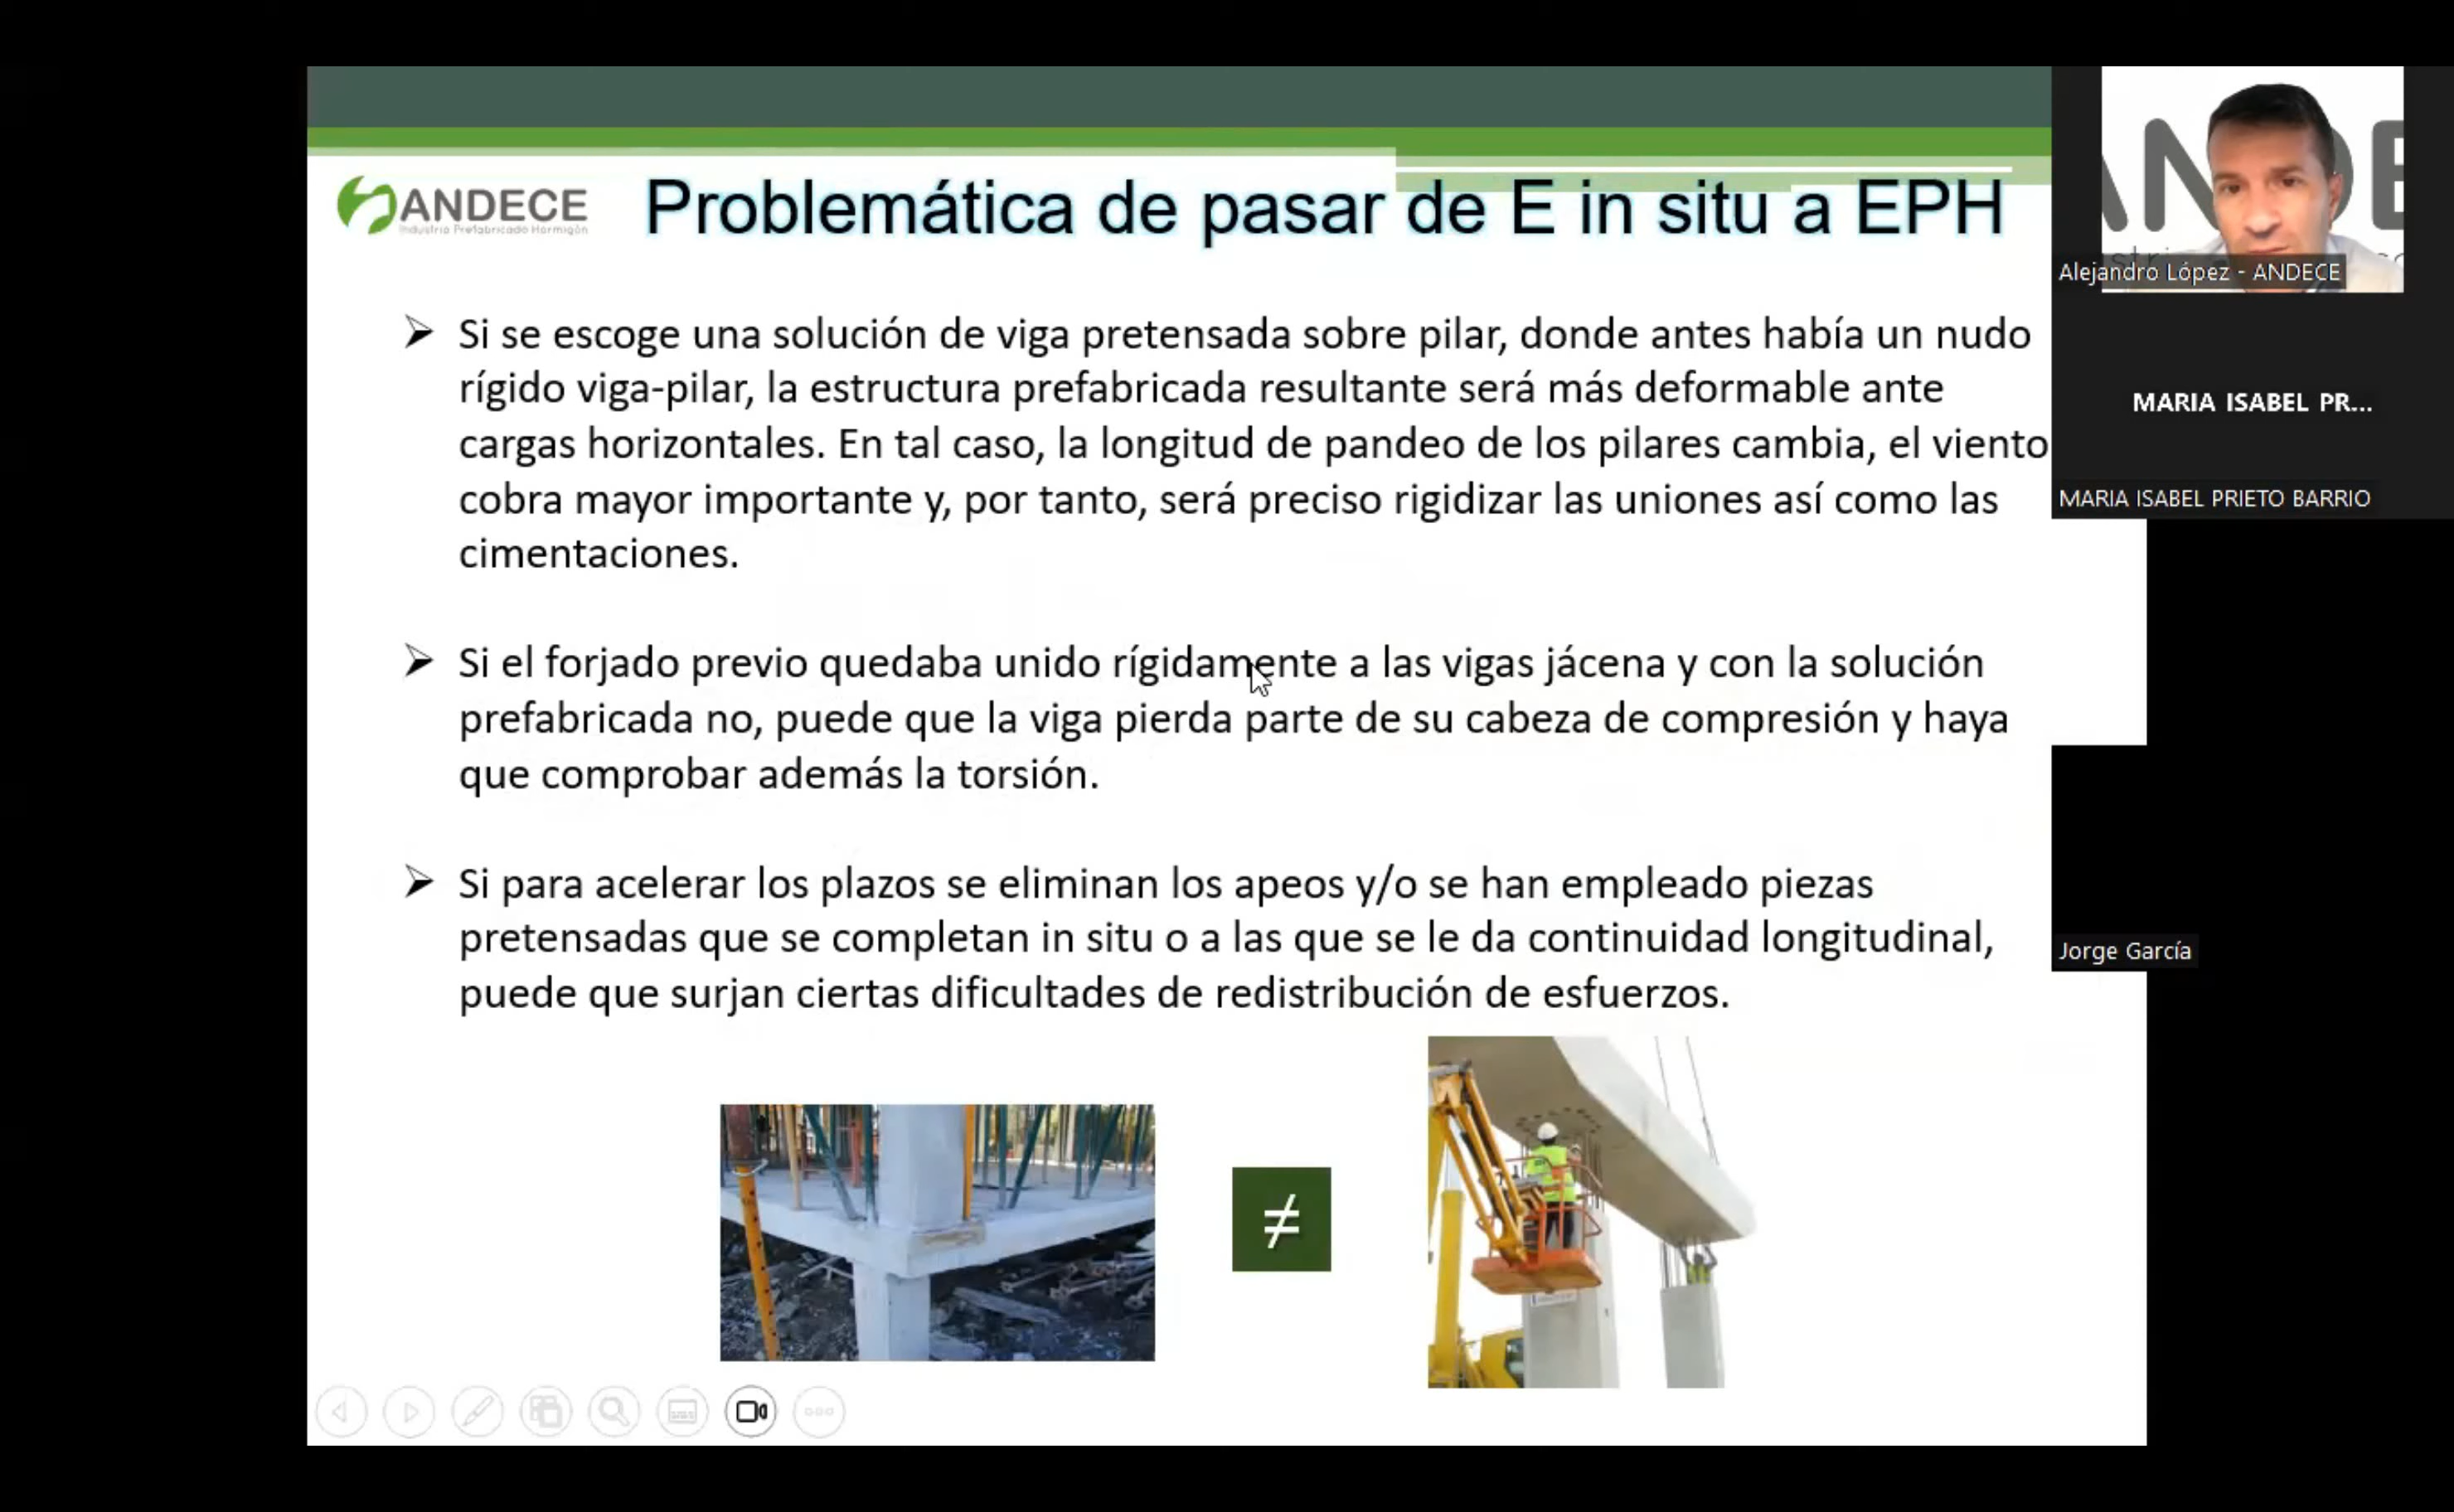 ANDECE
Industria Prefabricado Hormigón
Problemática de pasar de E in situ a EPH
Si se escoge una solución de viga pretensada sobre pilar, donde antes había un nudo
rígido viga-pilar, la estructura prefabricada resultante será más deformable ante
cargas horizontales. En tal caso, la longitud de pandeo de los pilares cambia, el viento
cobra mayor importante y, por tanto, será preciso rigidizar las uniones así como las
cimentaciones.
Si el forjado previo quedaba unido rígidamente a las vigas jácena y con la solución
prefabricada no, puede que la viga pierda parte de su cabeza de compresión y haya
que comprobar además la torsión.
Si para acelerar los plazos se eliminan los apeos y/o se han empleado piezas
pretensadas que se completan in situ o a las que se le da continuidad longitudinal,
puede que surjan ciertas dificultades de redistribución de esfuerzos.
≠
Alejandro López - ANDECE
MARIA ISABEL PR...
MARIA ISABEL PRIETO BARRIO
Jorge García